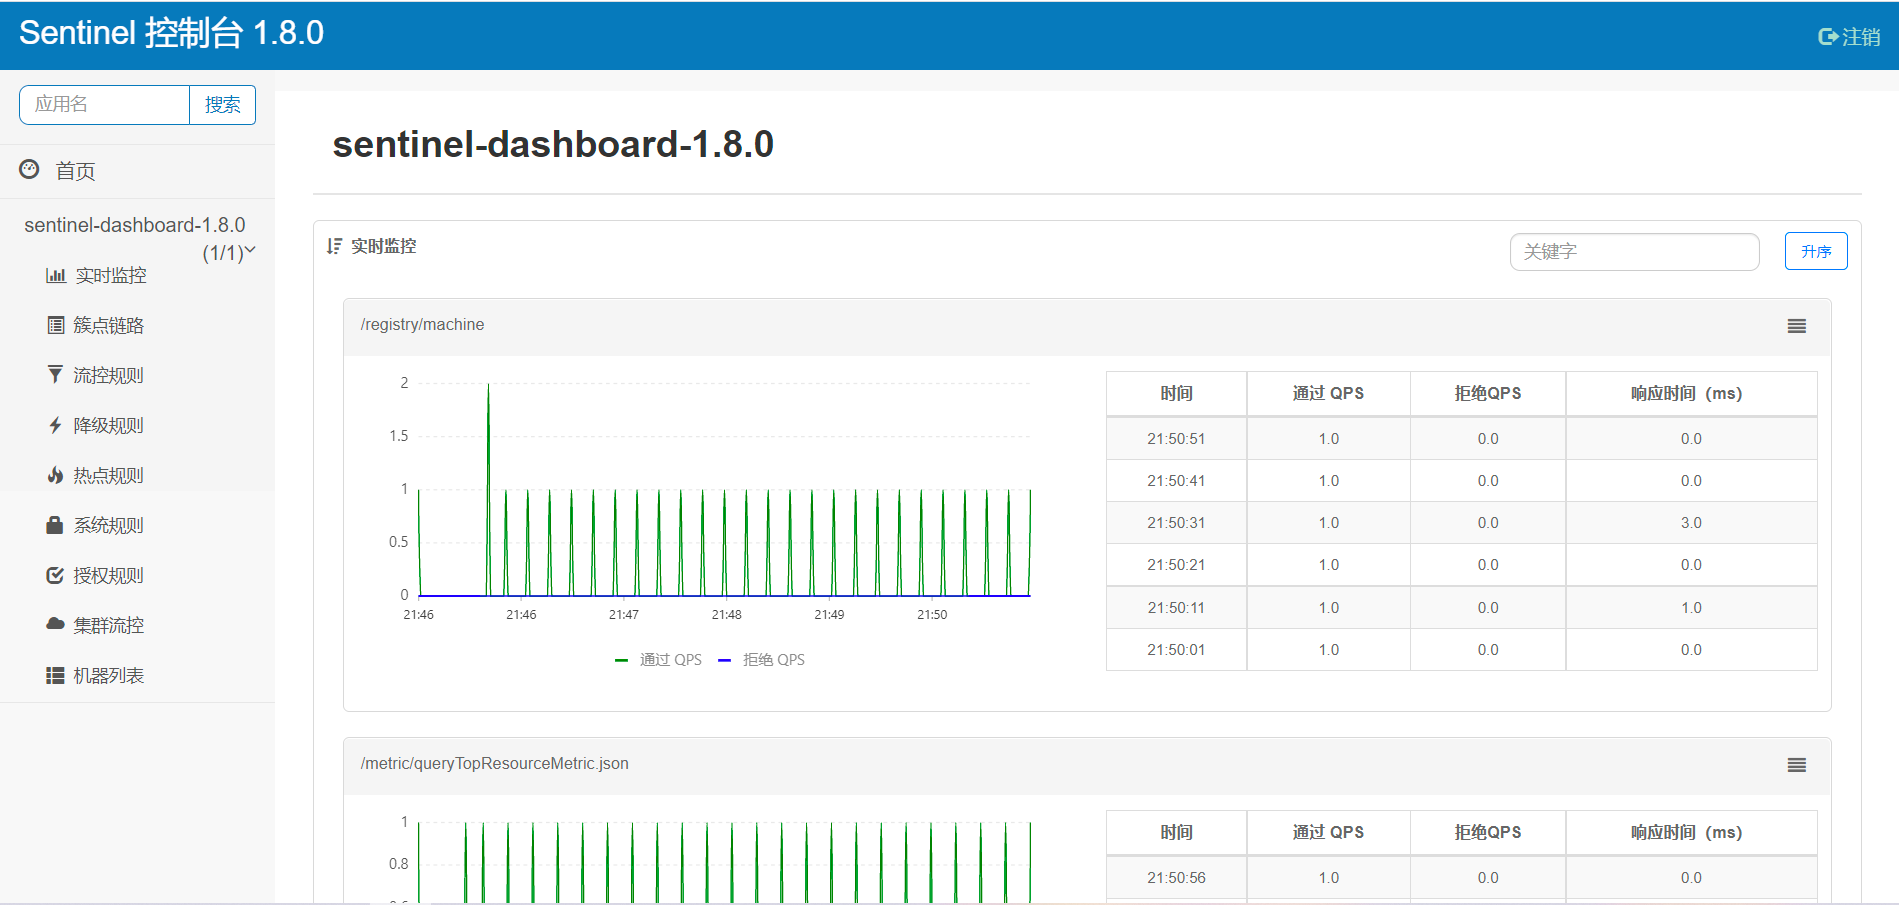 Sentinel 控制台 1.8.0
注销
应用名
搜索
首页
sentinel-dashboard-1.8.0
(1/1)
实时监控
簇点链路
流控规则
降级规则
热点规则
系统规则
授权规则
集群流控
机器列表
sentinel-dashboard-1.8.0
实时监控
关键字
升序
/registry/machine
2
1.5
1
0.5
0
21:46 21:46 21:47 21:48 21:49 21:50
通过 QPS 拒绝 QPS
时间 通过 QPS 拒绝QPS 响应时间（ms）
21:50:51 1.0 0.0 0.0
21:50:41 1.0 0.0 0.0
21:50:31 1.0 0.0 3.0
21:50:21 1.0 0.0 0.0
21:50:11 1.0 0.0 1.0
21:50:01 1.0 0.0 0.0
/metric/queryTopResourceMetric.json
1
0.8
时间 通过 QPS 拒绝QPS 响应时间（ms）
21:50:56 1.0 0.0 0.0